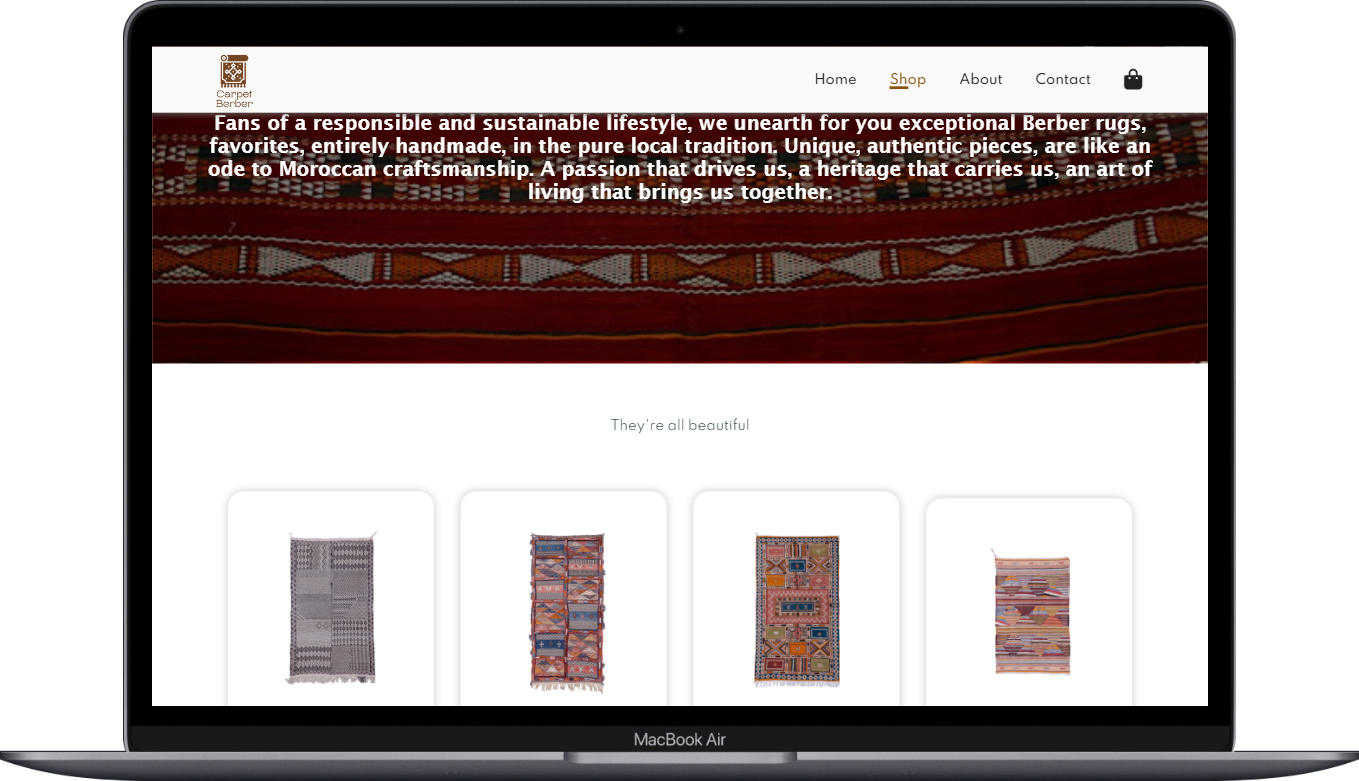 Carpet
Berber
Home Shop About Contact
Fans of a responsible and sustainable lifestyle, we unearth for you exceptional Berber rugs,
favorites, entirely handmade, in the pure local tradition. Unique, authentic pieces, are like an
ode to Moroccan craftsmanship. A passion that drives us, a heritage that carries us, an art of
living that brings us together.
They're all beautiful
MacBook Air